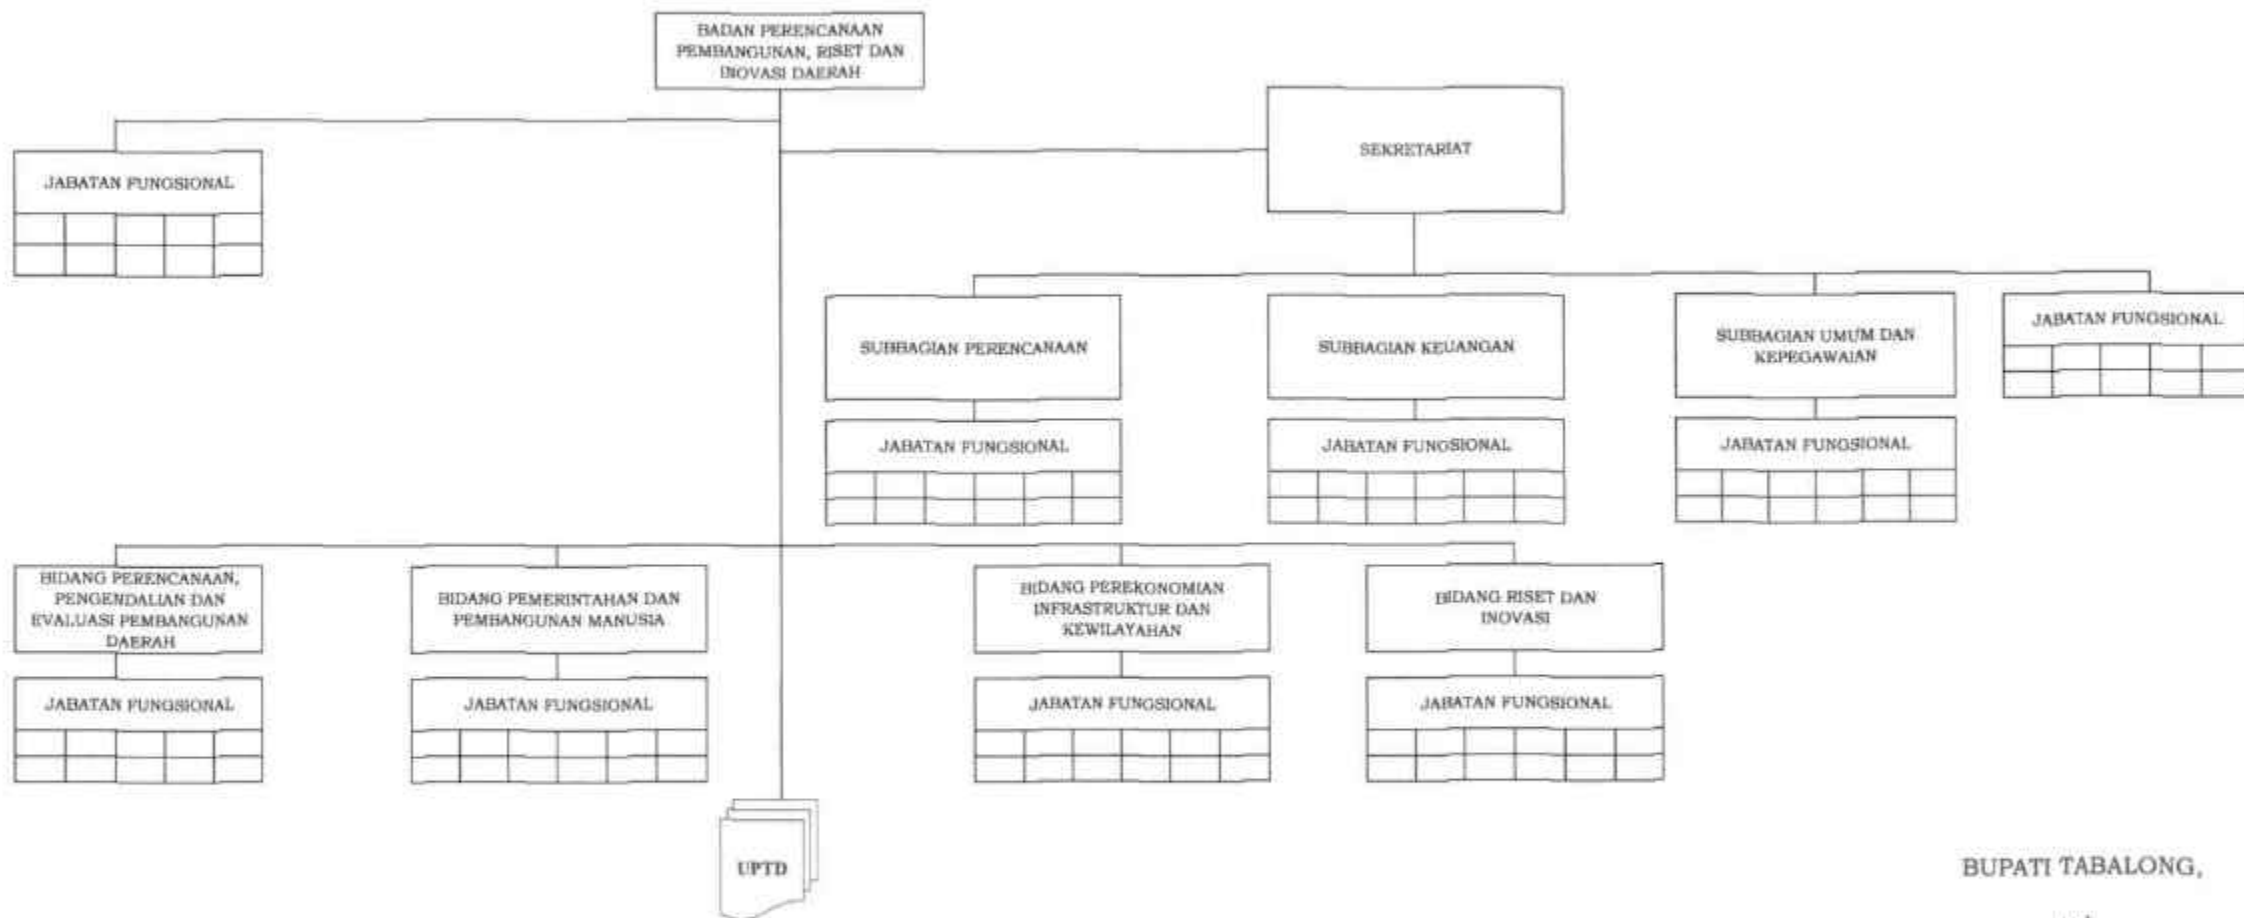 BADAN PERENCANAAN
PEMBANGUNAN, RISET DAN
INOVASI DAERAH
SEKRETARIAT
JABATAN FUNGSIONAL
SUBBAGIAN PERENCANAAN
SUBBAGIAN KEUANGAN
SUBBAGIAN UMUM DAN
KEPEGAWAIAN
JABATAN FUNGSIONAL
JABATAN FUNGSIONAL
JABATAN FUNGSIONAL
JABATAN FUNGSIONAL
BIDANG PERENCANAAN,
PENGENDALIAN DAN
EVALUASI PEMBANGUNAN
DAERAH
BIDANG PEMERINTAHAN DAN
PEMBANGUNAN MANUSIA
BIDANG PEREKONOMIAN
INFRASTRUKTUR DAN
KEWILAYAHAN
BIDANG RISET DAN
INOVASI
JABATAN FUNGSIONAL
JABATAN FUNGSIONAL
JABATAN FUNGSIONAL
JABATAN FUNGSIONAL
UPTD
BUPATI TABALONG,